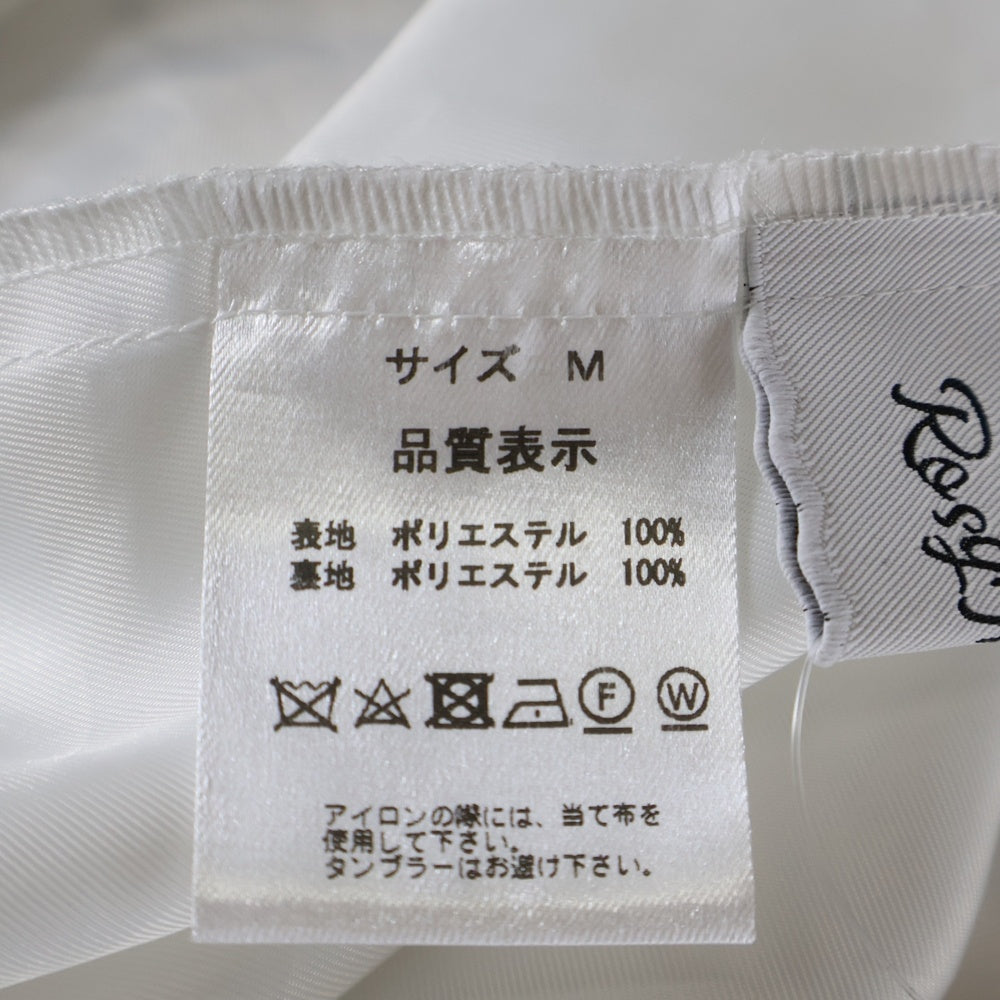 サイズ M
品質表示
表地 ポリエステル 100%
裏地 ポリエステル 100%
F W
アイロンの際には、当て布を
使用して下さい。
タンブラーはお避け下さい。